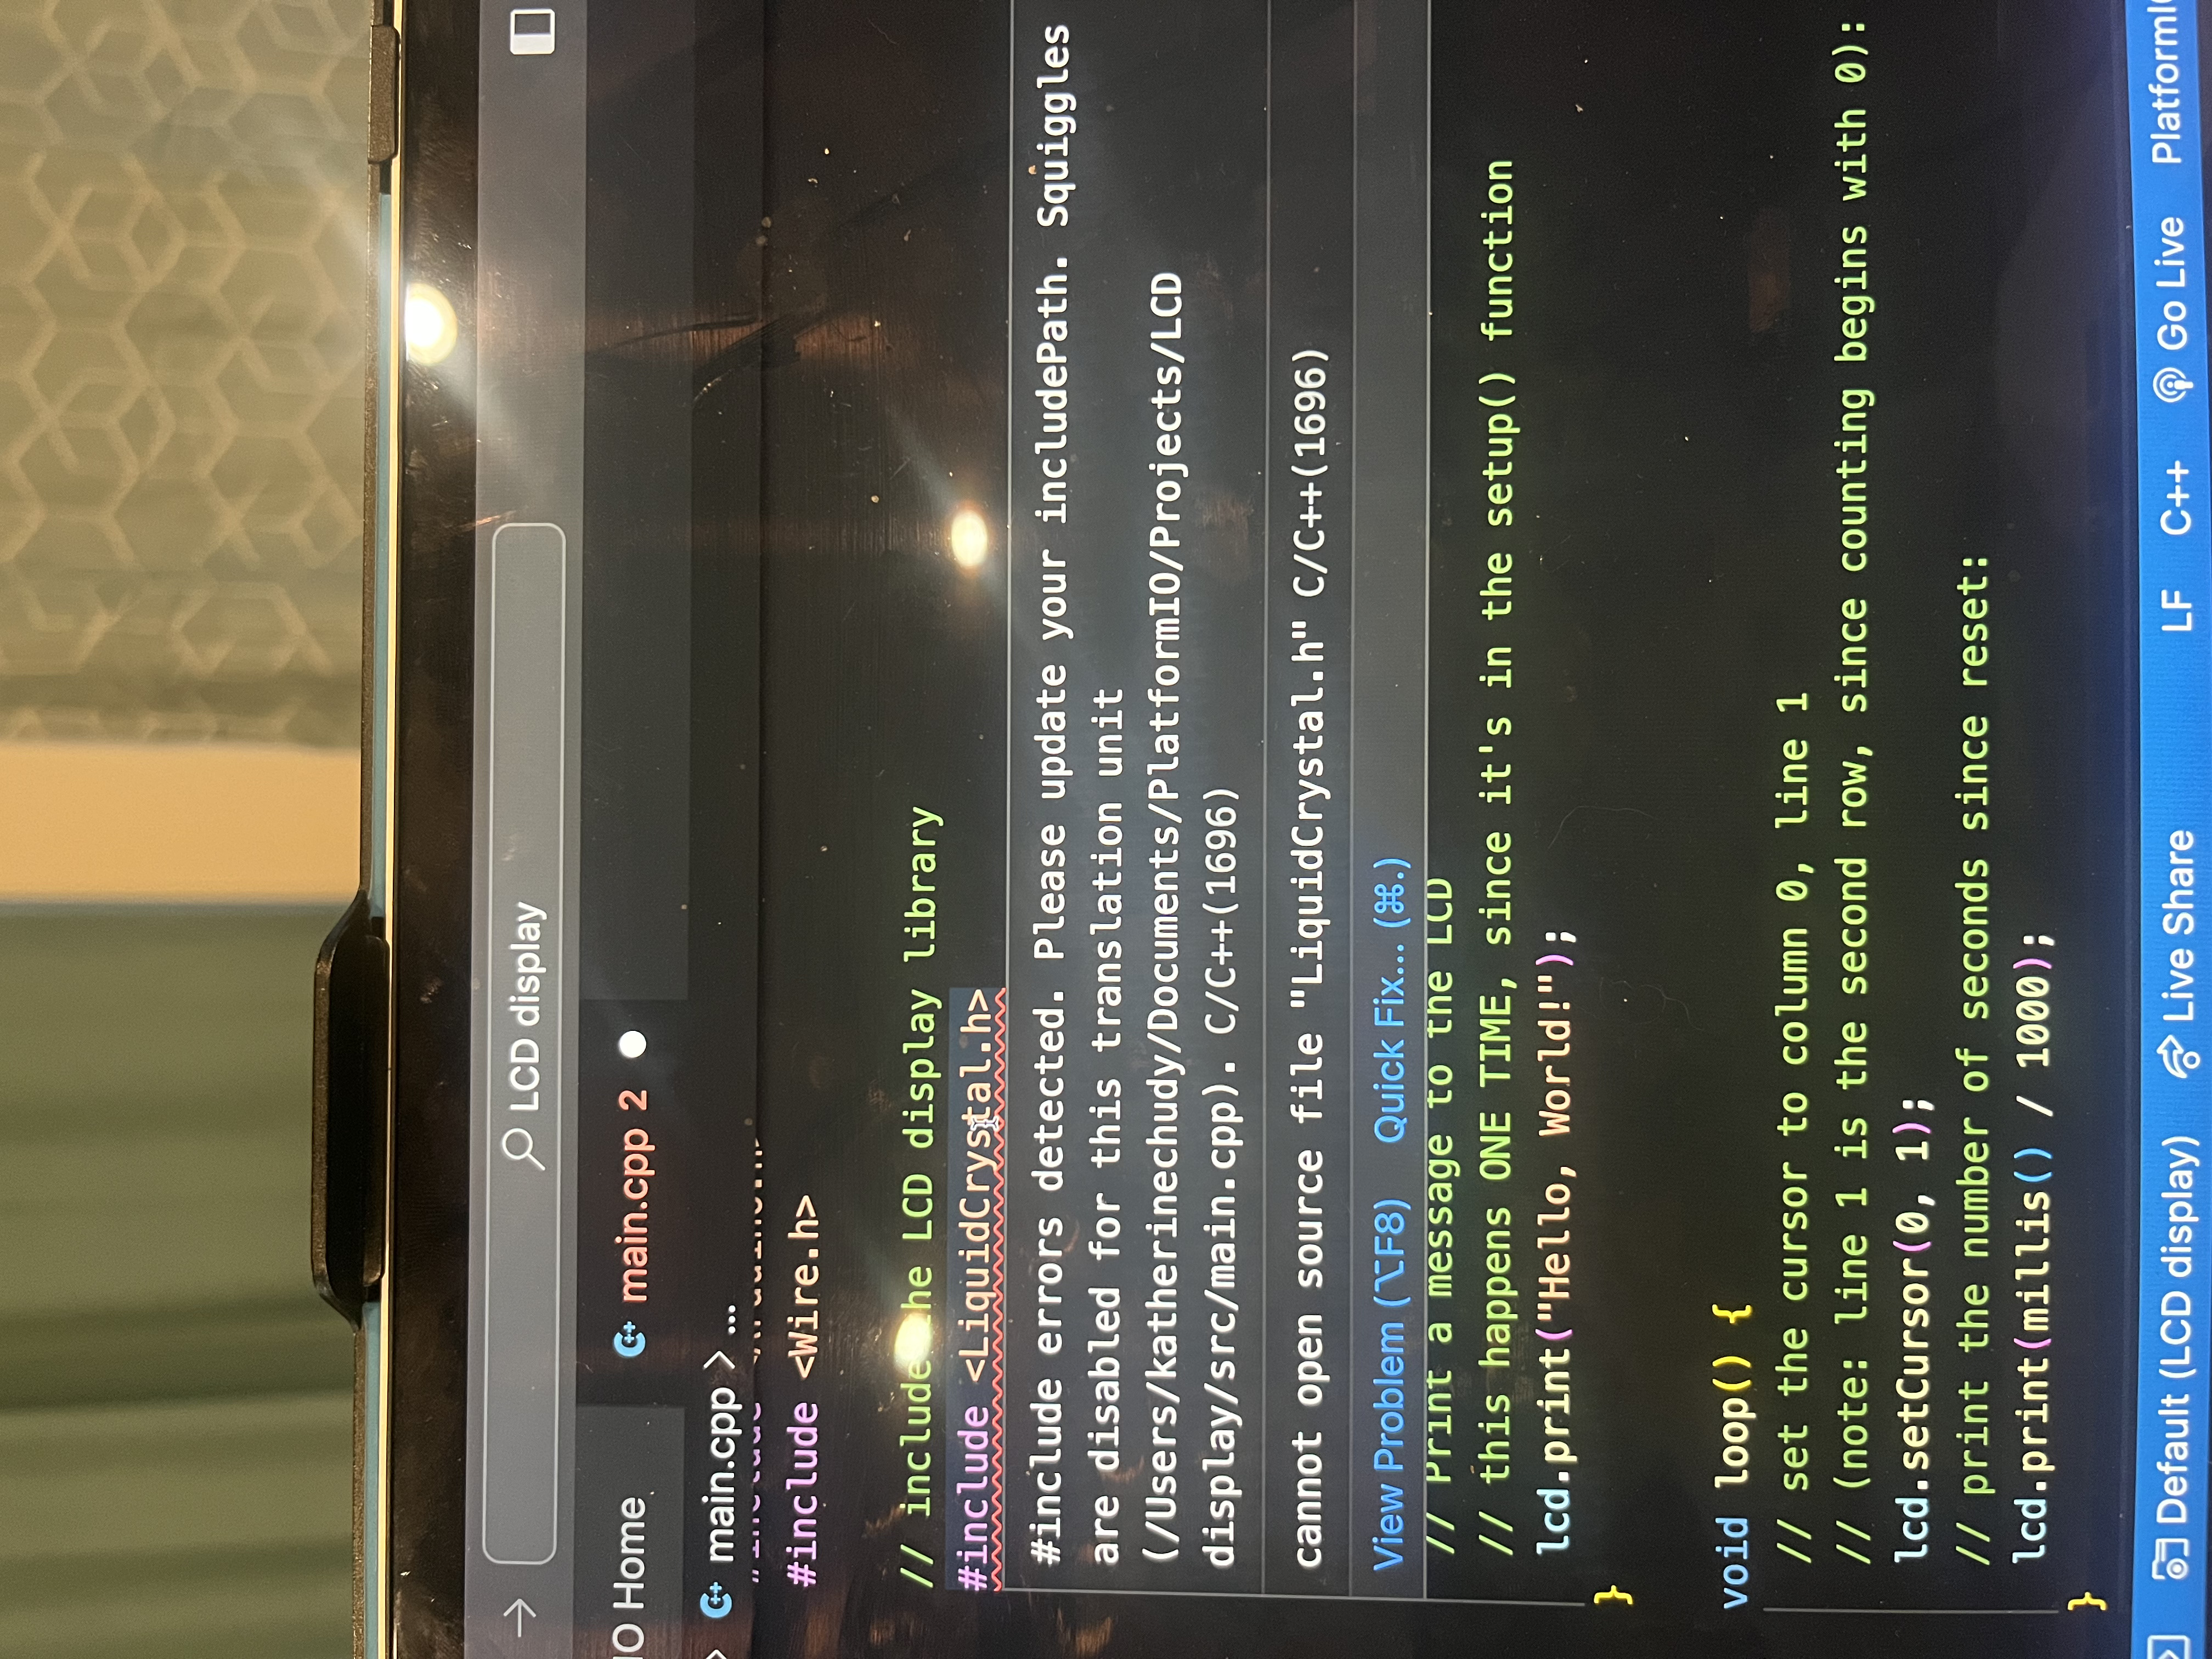 LCD display
IO Home
main.cpp 2
main.cpp > ...
#include <Arduino.h>
#include <Wire.h>
// include the LCD display library
#include <LiquidCrystal.h>
#include errors detected. Please update your includePath. Squiggles
are disabled for this translation unit
(/Users/katherinechudy/Documents/PlatformIO/Projects/LCD
display/src/main.cpp). C/C++(1696)
cannot open source file "LiquidCrystal.h" C/C++(1696)
View Problem (⌥F8) Quick Fix... (⌘.)
// Print a message to the LCD
// this happens ONE TIME, since it's in the setup() function
lcd.print("Hello, World!");
}
void loop() {
// set the cursor to column 0, line 1
// (note: line 1 is the second row, since counting begins with 0):
lcd.setCursor(0, 1);
// print the number of seconds since reset:
lcd.print(millis() / 1000);
}
Default (LCD display) Live Share LF C++ Go Live PlatformI